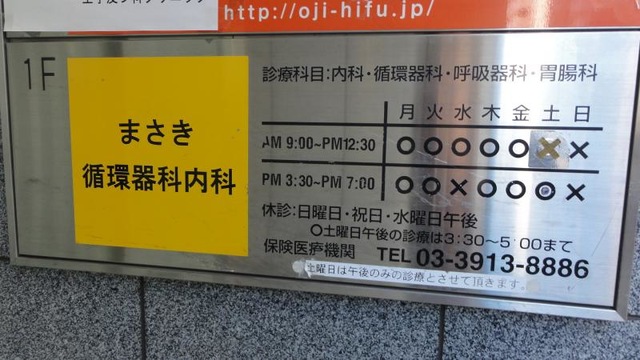 http://oji-hifu.jp/
1F
まさき
循環器科内科
診療科目:内科・循環器科・呼吸器科・胃腸科
月 火 水 木 金 土 日
AM 9:00~PM12:30 ○ ○ ○ ○ ○ × ×
PM 3:30~PM 7:00 ○ ○ × ○ ○ ◎ ×
休診:日曜日・祝日・水曜日午後
○土曜日午後の診療は3:30~5:00まで
保険医療機関 TEL 03-3913-8886
土曜日は午後のみの診療とさせて頂きます。